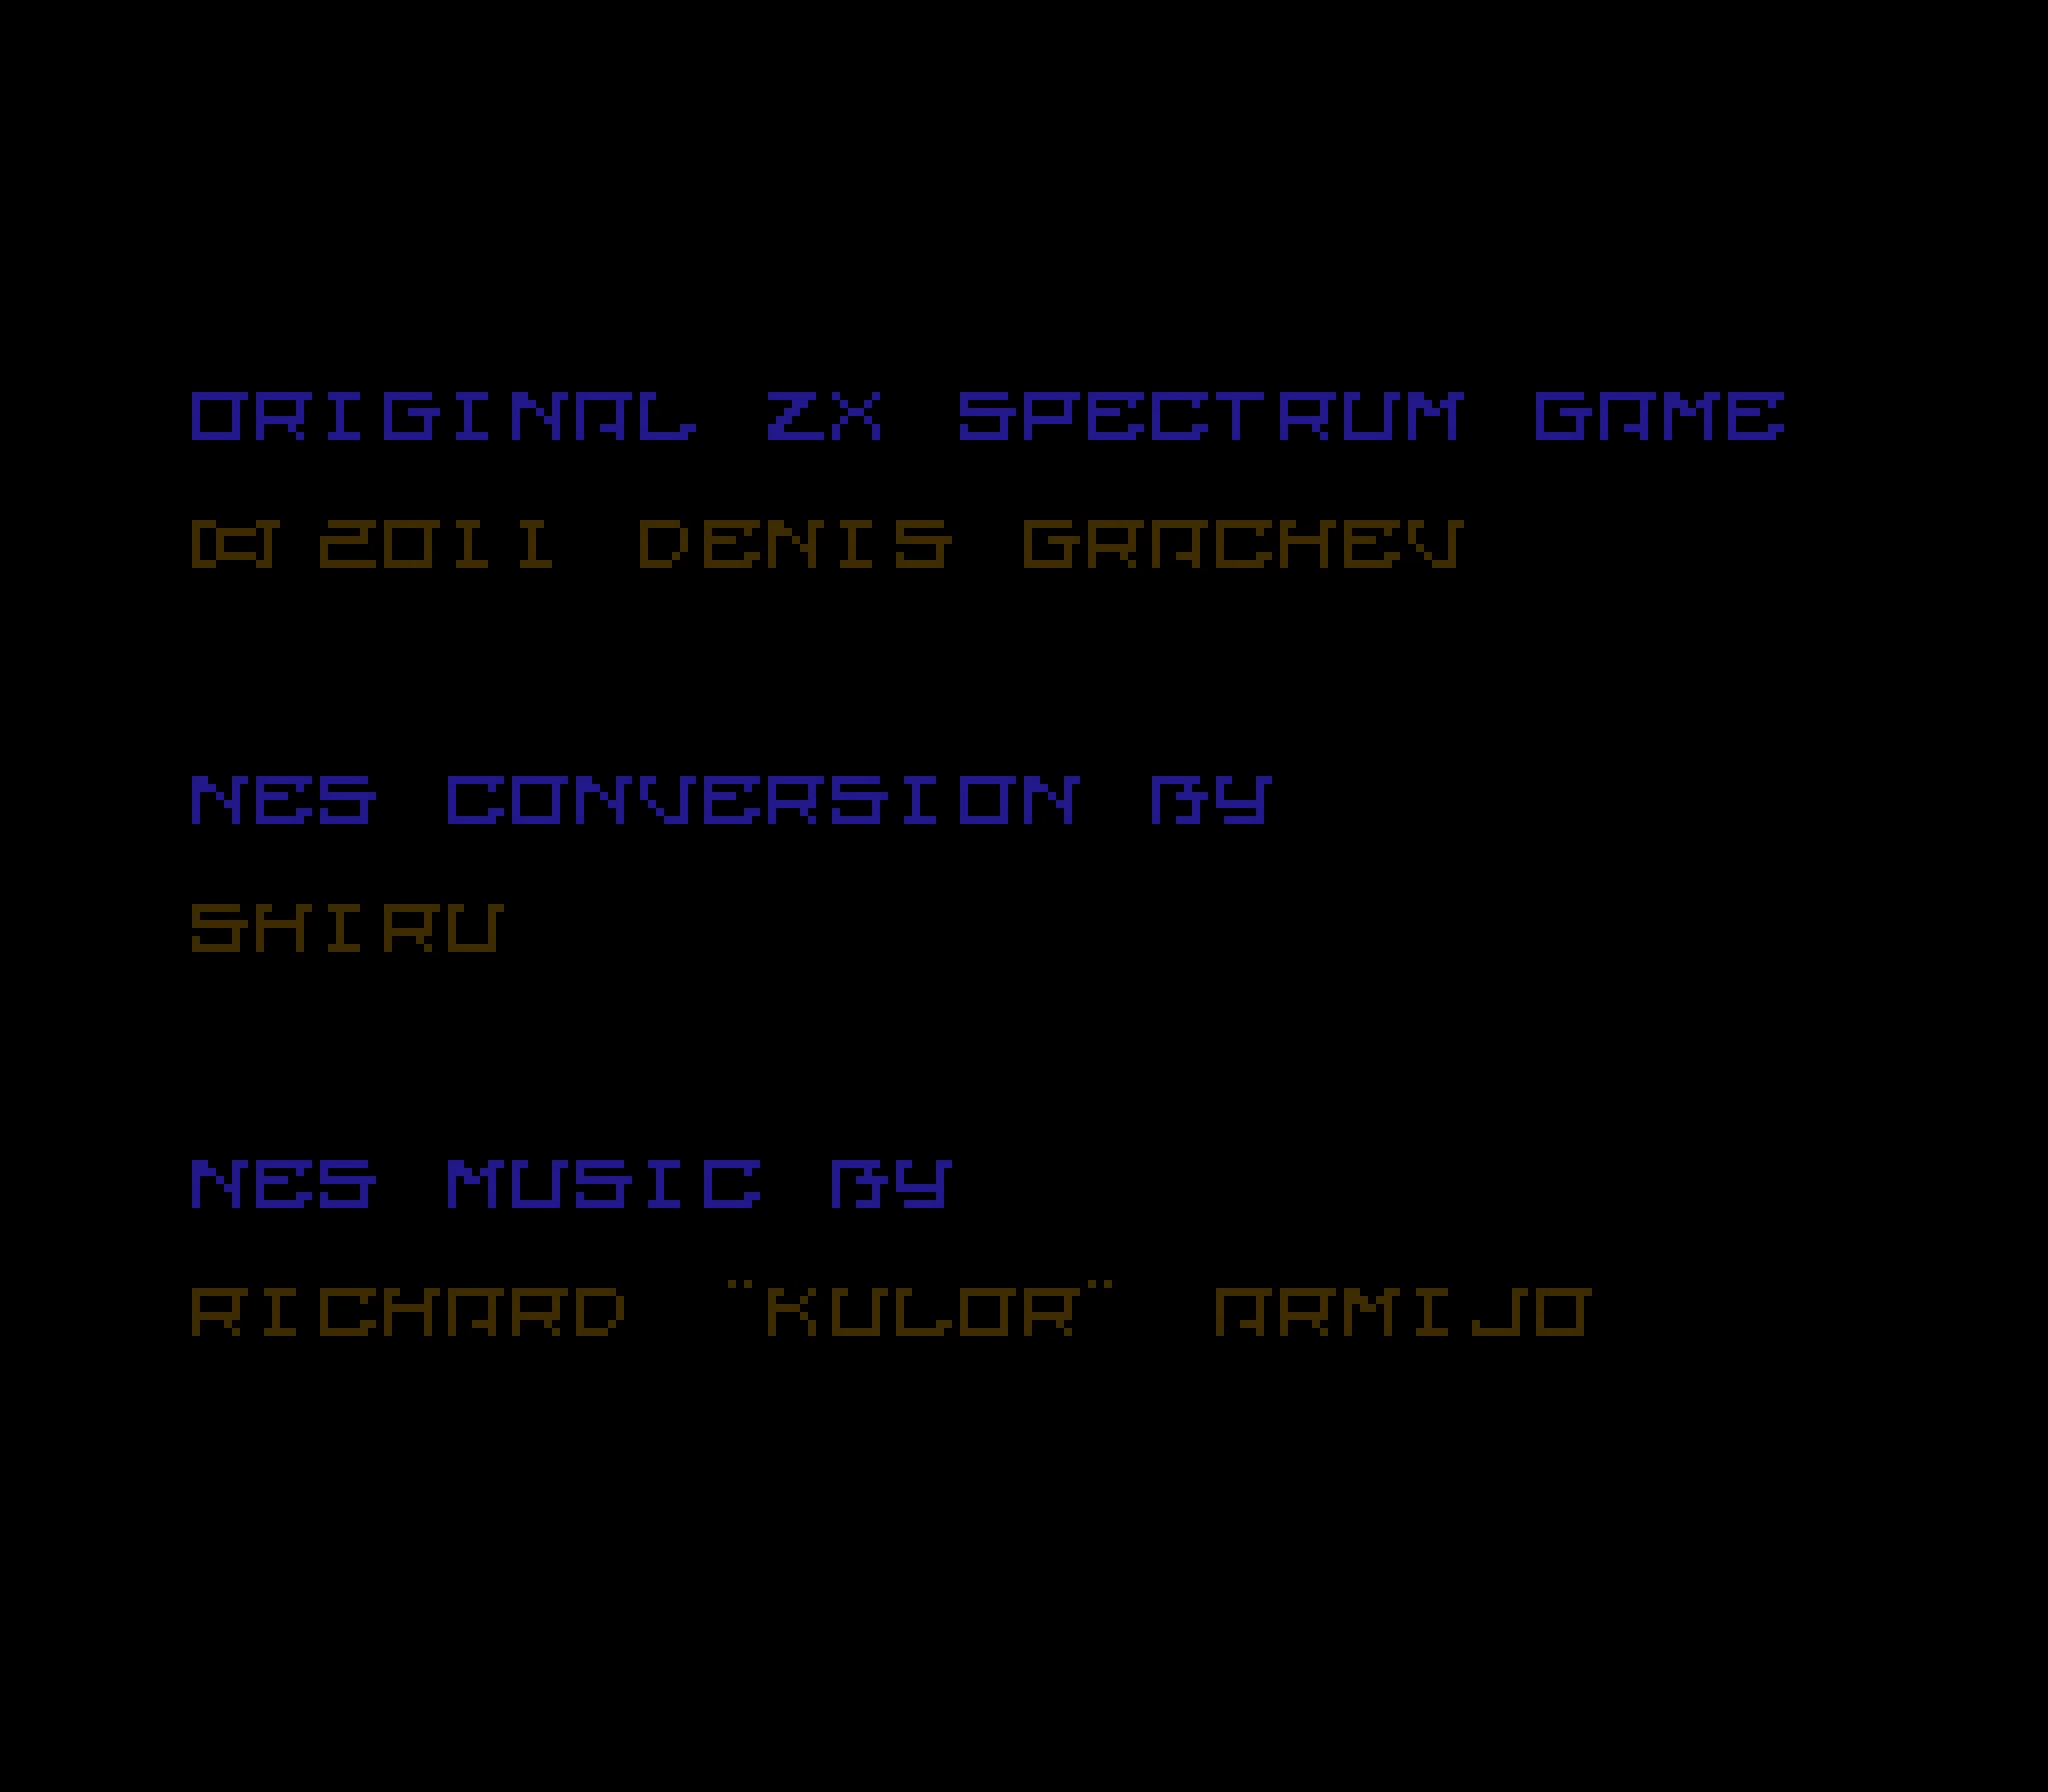 ORIGINAL ZX SPECTRUM GAME
© 2011 DENIS GRACHEV
NES CONVERSION BY
SHIRU
NES MUSIC BY
RICHARD "KULOR" ARMIJO